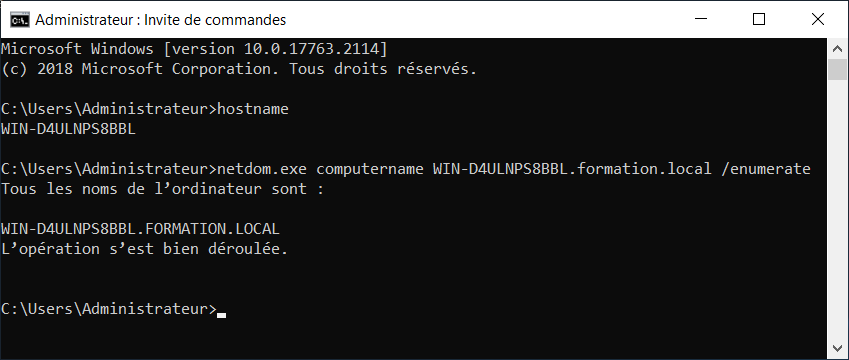 Administrateur : Invite de commandes
Microsoft Windows [version 10.0.17763.2114]
(c) 2018 Microsoft Corporation. Tous droits réservés.
C:\Users\Administrateur>hostname
WIN-D4ULNPS8BBL
C:\Users\Administrateur>netdom.exe computername WIN-D4ULNPS8BBL.formation.local /enumerate
Tous les noms de l’ordinateur sont :
WIN-D4ULNPS8BBL.FORMATION.LOCAL
L’opération s’est bien déroulée.
C:\Users\Administrateur>